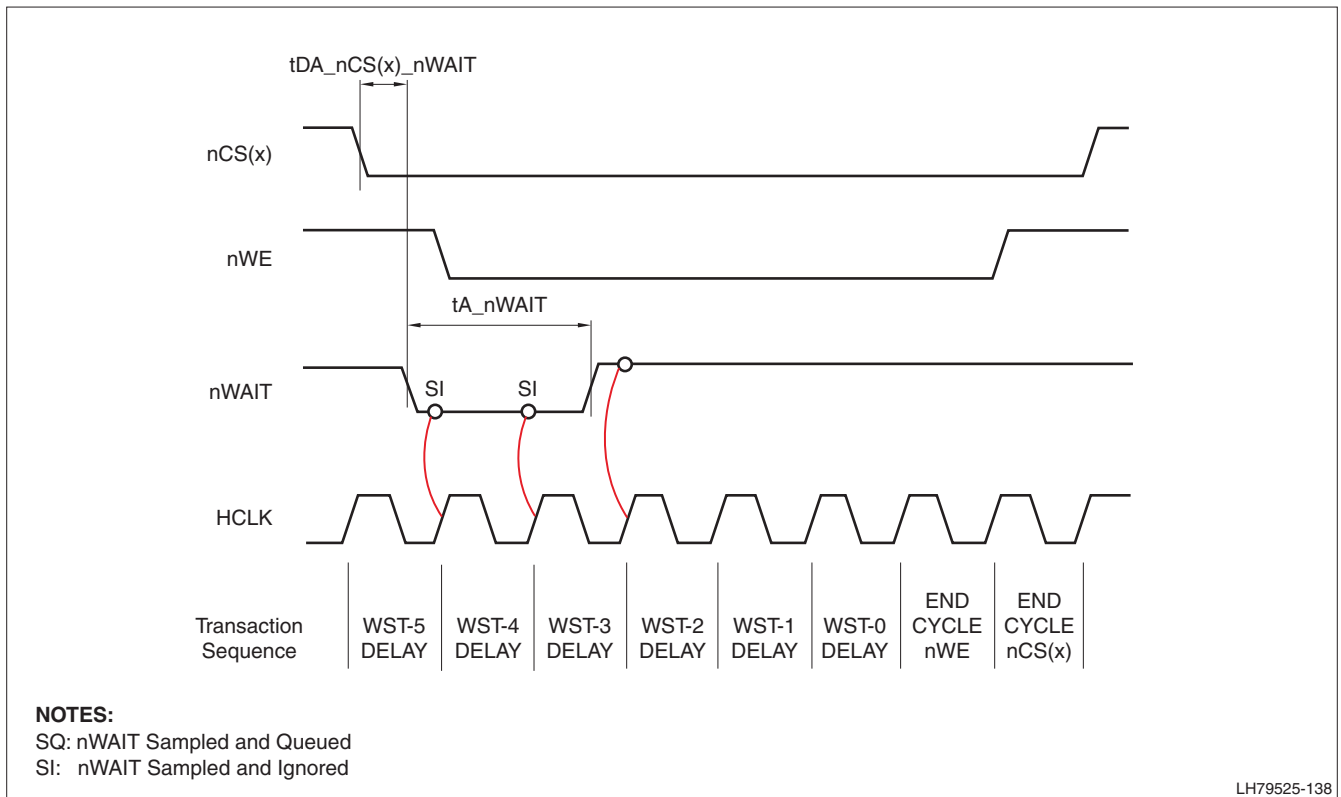 tDA_nCS(x)_nWAIT
nCS(x)
nWE
tA_nWAIT
nWAIT
SI
SI
HCLK
Transaction
Sequence
WST-5
DELAY
WST-4
DELAY
WST-3
DELAY
WST-2
DELAY
WST-1
DELAY
WST-0
DELAY
END
CYCLE
nWE
END
CYCLE
nCS(x)
NOTES:
SQ: nWAIT Sampled and Queued
SI: nWAIT Sampled and Ignored
LH79525-138